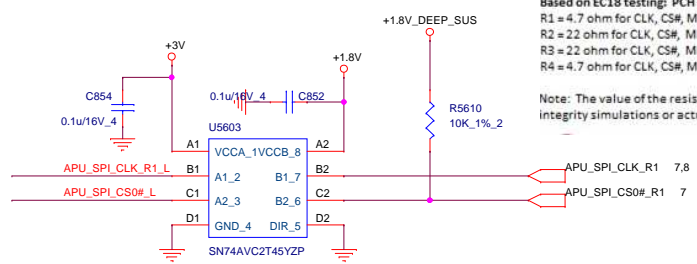 Based on EC18 testing: PCH
R1 = 4.7 ohm for CLK, CS#, M
R2 = 22 ohm for CLK, CS#, M
R3 = 22 ohm for CLK, CS#, M
R4 = 4.7 ohm for CLK, CS#, M
Note: The value of the resis
integrity simulations or act
+1.8V_DEEP_SUS
+3V
+1.8V
C854
0.1u/16V_4
0.1u/16V_4
C852
R5610
10K_1%_2
U5603
A1
VCCA_1
VCCB_8
A2
APU_SPI_CLK_R1_L
B1
A1_2
B1_7
B2
APU_SPI_CLK_R1 7,8
APU_SPI_CS0#_L
C1
A2_3
B2_6
C2
APU_SPI_CS0#_R1 7
D1
GND_4
DIR_5
D2
SN74AVC2T45YZP